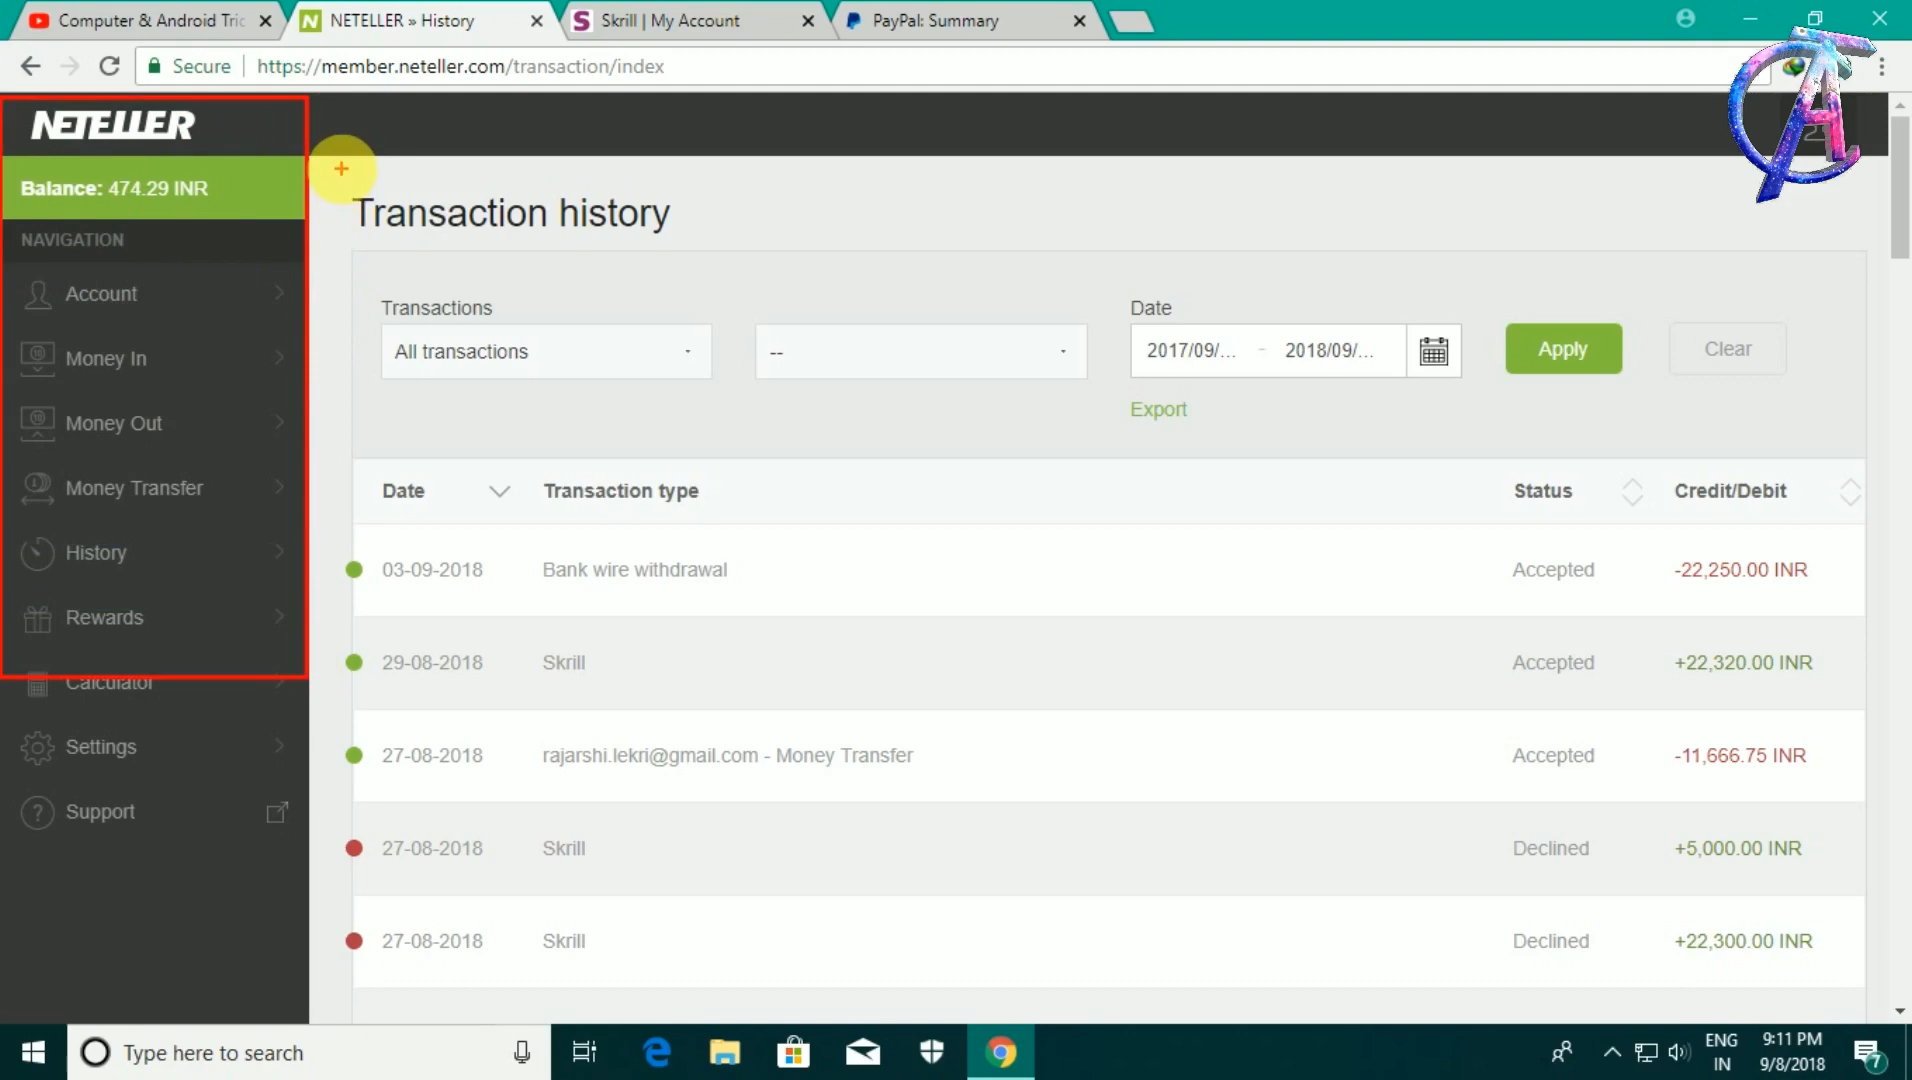 Computer & Android Tric
NETELLER » History
Skrill | My Account
PayPal: Summary
Secure
https://member.neteller.com/transaction/index
NETELLER
Balance: 474.29 INR
NAVIGATION
Account
Money In
Money Out
Money Transfer
History
Rewards
Calculator
Settings
Support
Transaction history
Transactions
Date
All transactions
--
2017/09/... - 2018/09/...
Apply
Clear
Export
Date Transaction type Status Credit/Debit
03-09-2018 Bank wire withdrawal Accepted -22,250.00 INR
29-08-2018 Skrill Accepted +22,320.00 INR
27-08-2018 rajarshi.lekri@gmail.com - Money Transfer Accepted -11,666.75 INR
27-08-2018 Skrill Declined +5,000.00 INR
27-08-2018 Skrill Declined +22,300.00 INR
Type here to search
ENG
IN
9:11 PM
9/8/2018
7